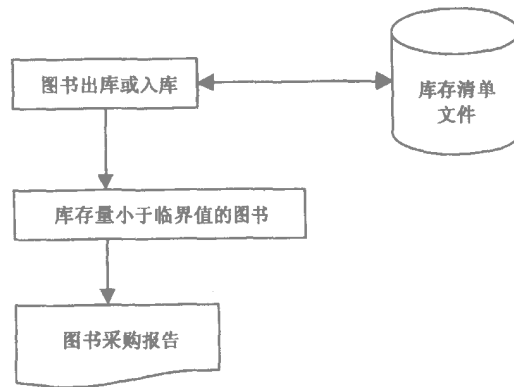 图书出库或入库
库存清单
文件
库存量小于临界值的图书
图书采购报告